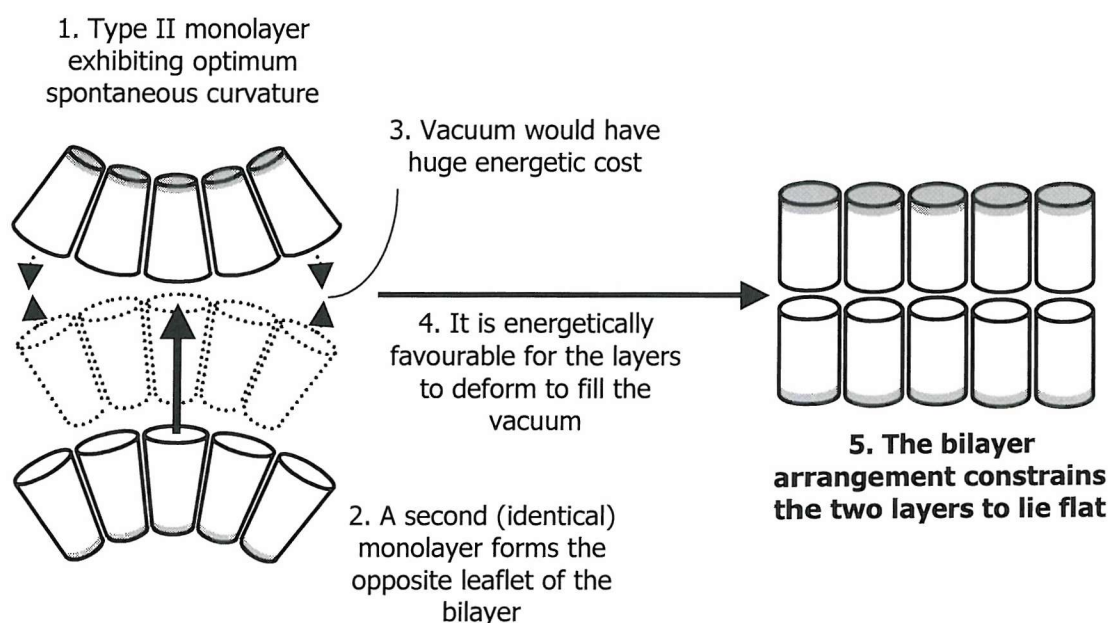 1. Type II monolayer
exhibiting optimum
spontaneous curvature
3. Vacuum would have
huge energetic cost
4. It is energetically
favourable for the layers
to deform to fill the
vacuum
2. A second (identical)
monolayer forms the
opposite leaflet of the
bilayer
5. The bilayer
arrangement constrains
the two layers to lie flat